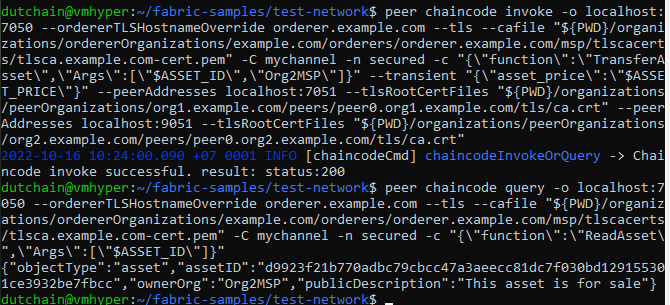 dutchain@vmhyper:~/fabric-samples/test-network$ peer chaincode invoke -o localhost:
7050 --ordererTLSHostnameOverride orderer.example.com --tls --cafile "${PWD}/organi
zations/ordererOrganizations/example.com/orderers/orderer.example.com/msp/tlscacert
s/tlsca.example.com-cert.pem" -C mychannel -n secured -c "{\"function\":\"TransferA
sset\",\"Args\":[\"$ASSET_ID\",\"Org2MSP\"]}" --transient "{\"asset_price\":\"$ASSE
T_PRICE\"}" --peerAddresses localhost:7051 --tlsRootCertFiles "${PWD}/organizations
/peerOrganizations/org1.example.com/peers/peer0.org1.example.com/tls/ca.crt" --peer
Addresses localhost:9051 --tlsRootCertFiles "${PWD}/organizations/peerOrganizations
/org2.example.com/peers/peer0.org2.example.com/tls/ca.crt"
2022-10-16 10:24:00.090 +07 0001 INFO [chaincodeCmd] chaincodeInvokeOrQuery -> Chai
ncode invoke successful. result: status:200
dutchain@vmhyper:~/fabric-samples/test-network$ peer chaincode query -o localhost:7
050 --ordererTLSHostnameOverride orderer.example.com --tls --cafile "${PWD}/organiz
ations/ordererOrganizations/example.com/orderers/orderer.example.com/msp/tlscacerts
/tlsca.example.com-cert.pem" -C mychannel -n secured -c "{\"function\":\"ReadAsset\
",\"Args\":[\"$ASSET_ID\"]}"
{"objectType":"asset","assetID":"d9923f21b770adbc79cbcc47a3aeecc81dc7f030bd12915530
1ce3932be7fbcc","ownerOrg":"Org2MSP","publicDescription":"This asset is for sale"}
dutchain@vmhyper:~/fabric-samples/test-network$